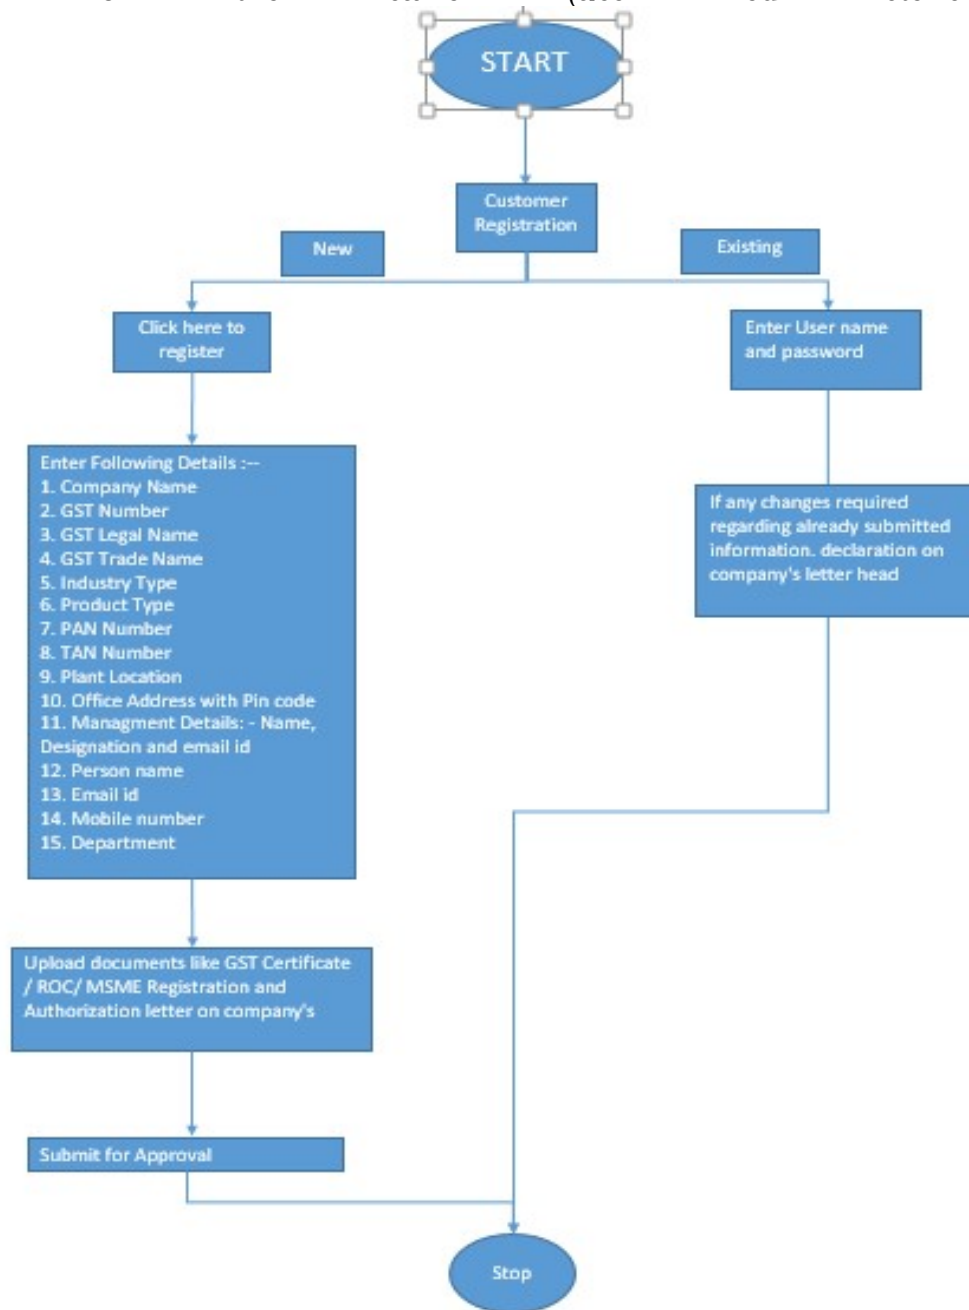 START
Customer
Registration
New
Existing
Click here to
register
Enter User name
and password
Enter Following Details :--
1. Company Name
2. GST Number
3. GST Legal Name
4. GST Trade Name
5. Industry Type
6. Product Type
7. PAN Number
8. TAN Number
9. Plant Location
10. Office Address with Pin code
11. Managment Details: - Name,
Designation and email id
12. Person name
13. Email id
14. Mobile number
15. Department
If any changes required
regarding already submitted
information. declaration on
company's letter head
Upload documents like GST Certificate
/ ROC/ MSME Registration and
Authorization letter on company's
Submit for Approval
Stop